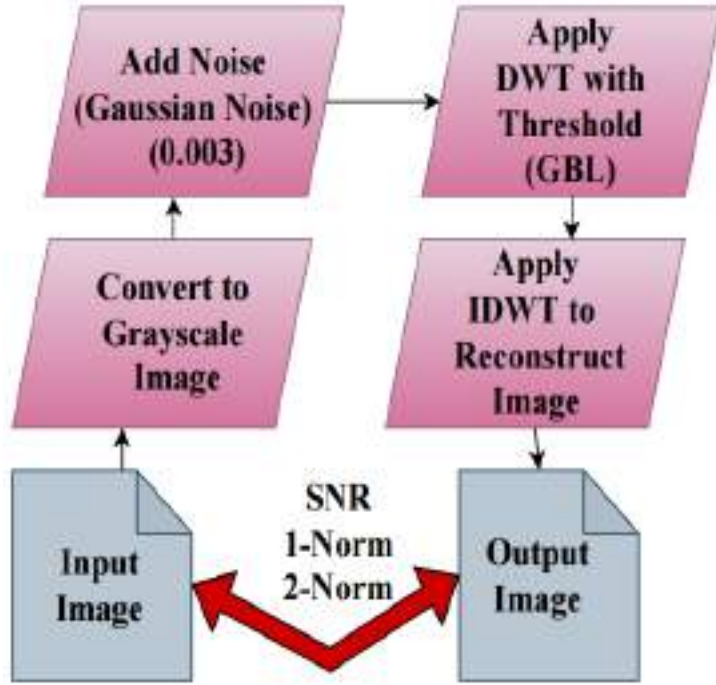 Add Noise
(Gaussian Noise)
(0.003)
Apply
DWT with
Threshold
(GBL)
Convert to
Grayscale
Image
Apply
IDWT to
Reconstruct
Image
Input
Image
SNR
1-Norm
2-Norm
Output
Image